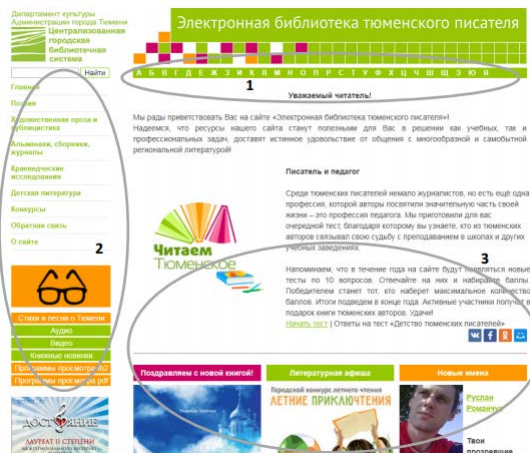 Департамент культуры
Администрации города Тюмени
Централизованная
городская
библиотечная
система
Найти
Главная
Поэзия
Художественная проза и
публицистика
Альманахи, сборники,
журналы
Краеведческие
исследования
Детская литература
Конкурсы
Обратная связь
О сайте
2
Стихи и песни о Тюмени
Аудио
Видео
Книжные новинки
Программы просмотра fb2
Программы просмотра pdf
ДОСТОЯНИЕ
ЛАУРЕАТ II СТЕПЕНИ
Электронная библиотека тюменского писателя
А Б В Г Д Е Ж З И К Л М Н О П Р С Т У Ф Х Ц Ч Ш Щ Э Ю Я
1
Уважаемый читатель!
Мы рады приветствовать Вас на сайте «Электронная библиотека тюменского писателя»!
Надеемся, что ресурсы нашего сайта станут полезными для Вас в решении как учебных, так и
профессиональных задач, доставят истинное удовольствие от общения с многообразной и самобытной
региональной литературой!
Читаем
Тюменское
Писатель и педагог
Среди тюменских писателей немало журналистов, но есть ещё одна
профессия, которой авторы посвятили значительную часть своей
жизни – это профессия педагога. Мы приготовили для вас
очередной тест, благодаря которому вы узнаете, кто из тюменских
авторов связывал свою судьбу с преподаванием в школах и других
учебных заведениях.
3
Напоминаем, что в течение года на сайте будут появляться новые
тесты по 10 вопросов. Отвечайте на них и набирайте баллы.
Победителем станет тот, кто наберет максимальное количество
баллов. Итоги подведем в конце года. Активные участники получат в
подарок книги тюменских авторов. Удачи!
Начать тест | Ответы на тест «Детство тюменских писателей»
Поздравляем с новой книгой!
Литературная афиша
Городской конкурс летнего чтения
ЛЕТНИЕ ПРИКЛЮЧТЕНИЯ
Новые имена
Руслан
Романчук
Твои
прозревшие